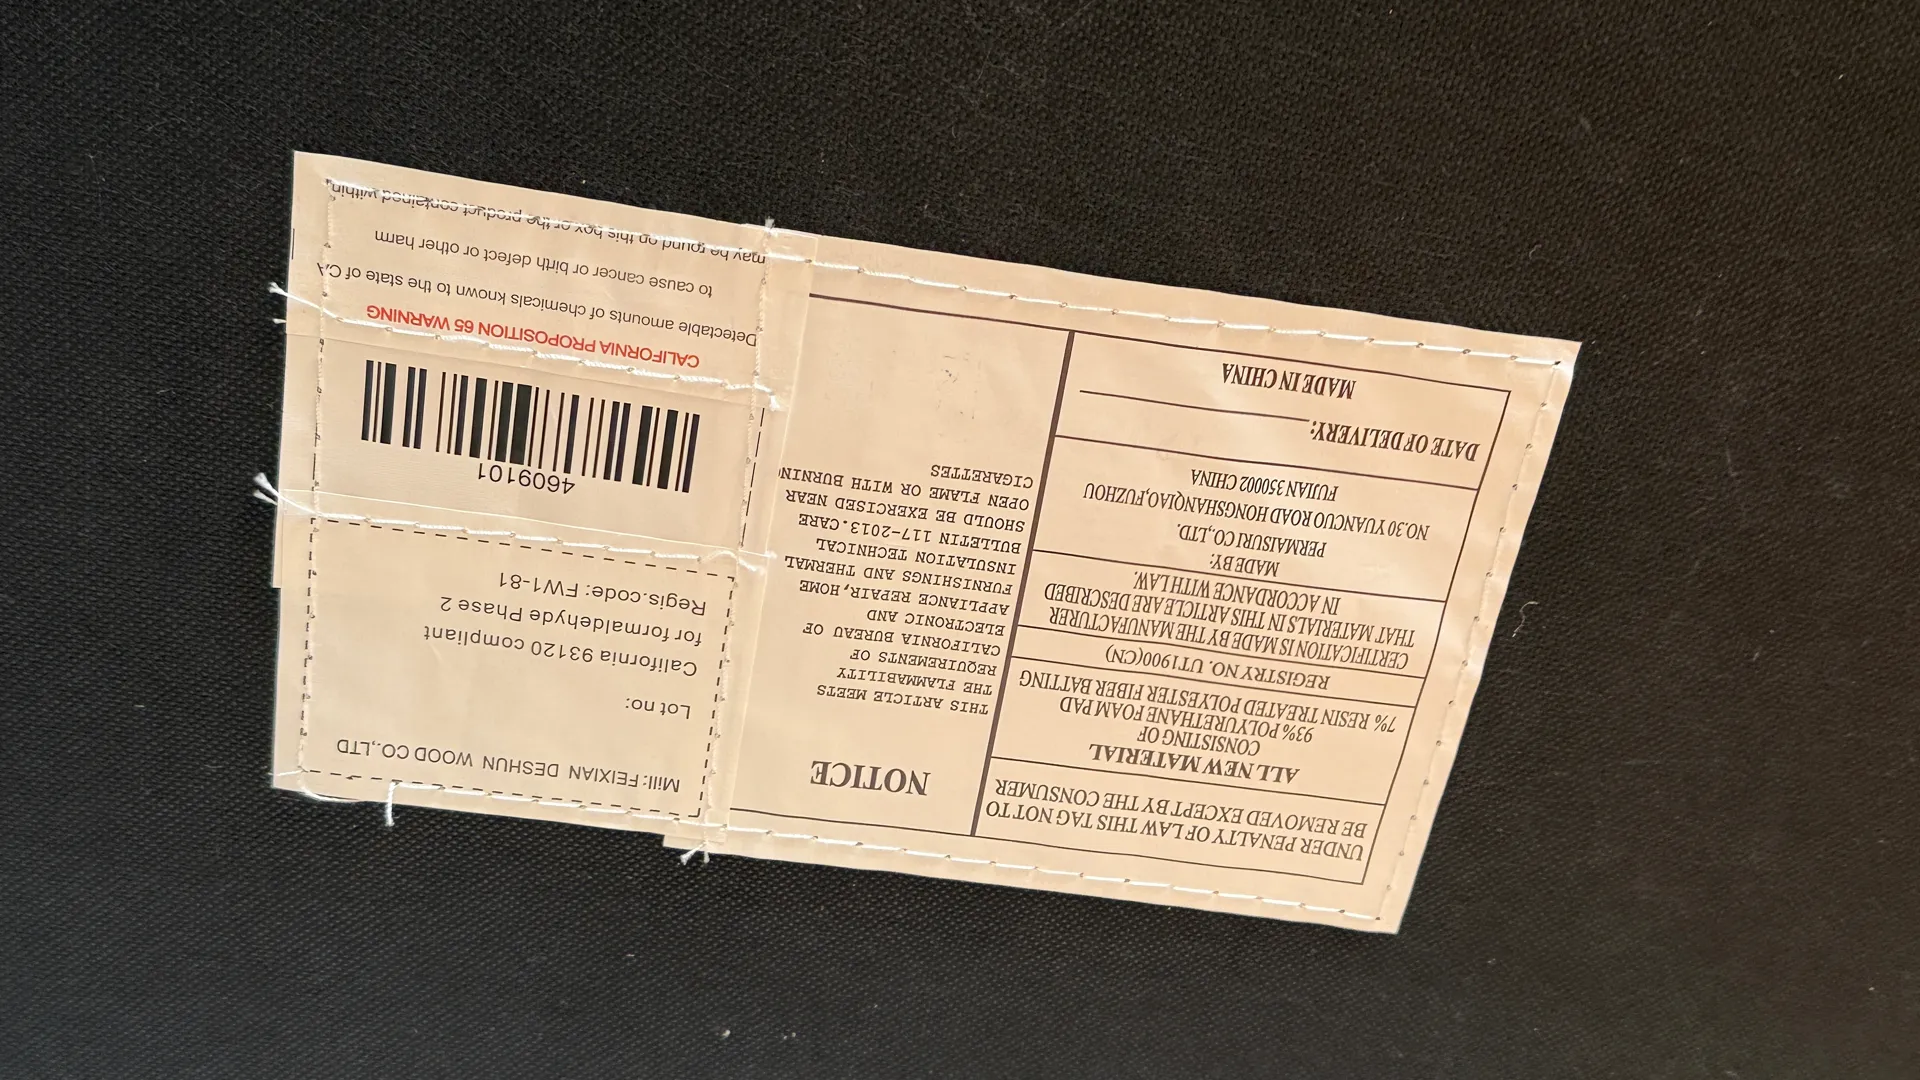 UNDER PENALTY OF LAW THIS TAG NOT TO
BE REMOVED EXCEPT BY THE CONSUMER
ALL NEW MATERIAL
CONSISTING OF
93% POLYURETHANE FOAM PAD
7% RESIN TREATED POLYESTER FIBER BATTING
REGISTRY NO. UT1900(CN)
CERTIFICATION IS MADE BY THE MANUFACTURER
THAT MATERIALS IN THIS ARTICLE ARE DESCRIBED
IN ACCORDANCE WITH LAW.
MADE BY:
PERMAISURI CO.,LTD.
NO.30 YUANCUO ROAD HONGSHANQIAO,FUZHOU
FUJIAN 350002 CHINA
DATE OF DELIVERY:
MADE IN CHINA
NOTICE
THIS ARTICLE MEETS
THE FLAMMABILITY
REQUIREMENTS OF
CALIFORNIA BUREAU OF
ELECTRONIC AND
APPLIANCE REPAIR, HOME
FURNISHINGS AND THERMAL
INSULATION TECHNICAL
BULLETIN 117-2013.CARE
SHOULD BE EXERCISED NEAR
OPEN FLAME OR WITH BURNING
CIGARETTES
Mill:FEIXIAN DESHUN WOOD CO.,LTD
Lot no:
California 93120 compliant
for formaldehyde Phase 2
Regis.code: FW1-81
4609101
CALIFORNIA PROPOSITION 65 WARNING
Detectable amounts of chemicals known to the state of CA
to cause cancer or birth defect or other harm
may be found on this box or the product contained within.